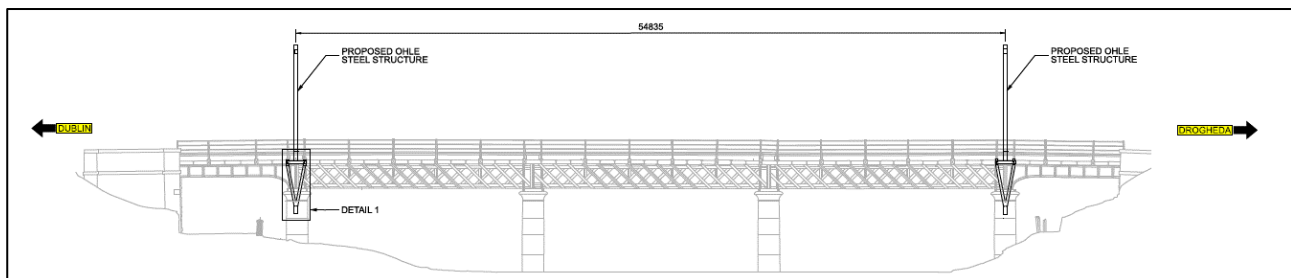 54835
PROPOSED OHLE
STEEL STRUCTURE
PROPOSED OHLE
STEEL STRUCTURE
DUBLIN
DROGHEDA
DETAIL 1